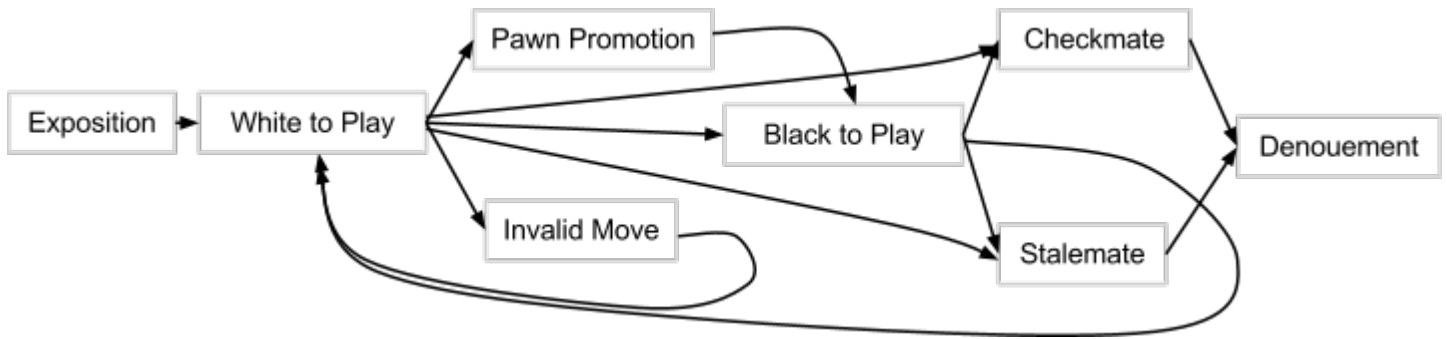 Pawn Promotion
Checkmate
Exposition
White to Play
Black to Play
Denouement
Invalid Move
Stalemate